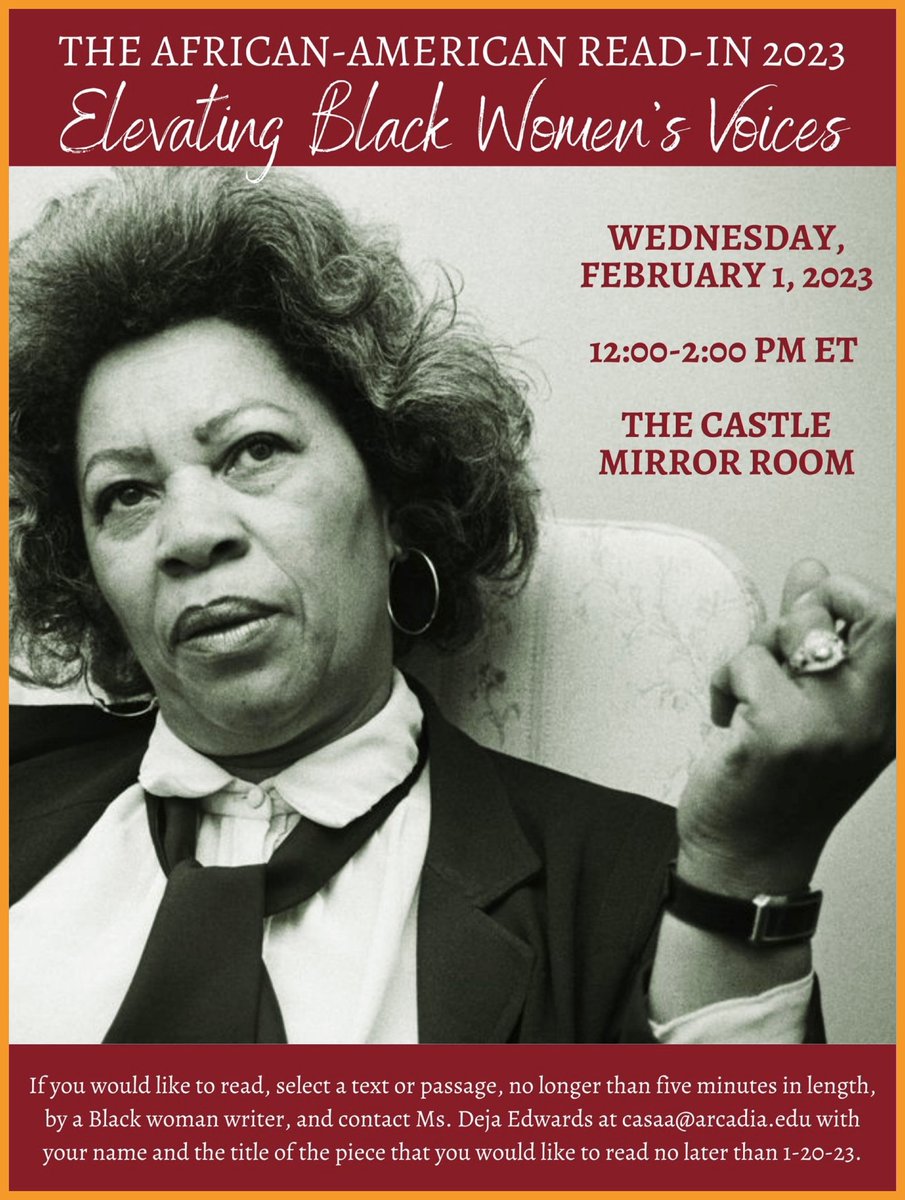 THE AFRICAN-AMERICAN READ-IN 2023
Elevating Black Women's Voices
WEDNESDAY,
FEBRUARY 1, 2023
12:00-2:00 PM ET
THE CASTLE
MIRROR ROOM
If you would like to read, select a text or passage, no longer than five minutes in length,
by a Black woman writer, and contact Ms. Deja Edwards at casaa@arcadia.edu with
your name and the title of the piece that you would like to read no later than 1-20-23.